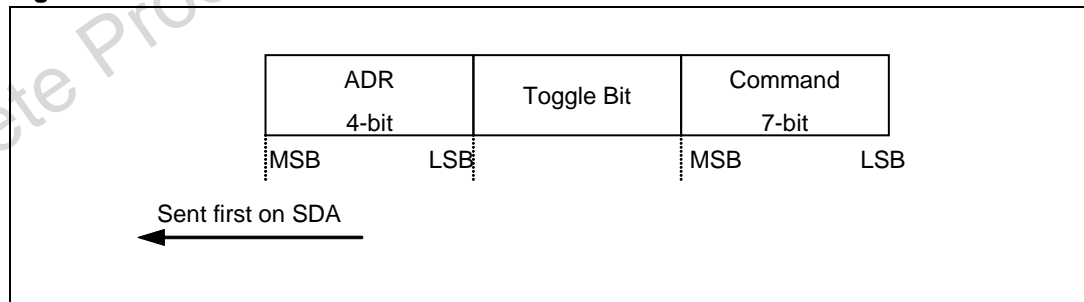 ADR
4-bit
Toggle Bit
Command
7-bit
MSB LSB MSB LSB
Sent first on SDA